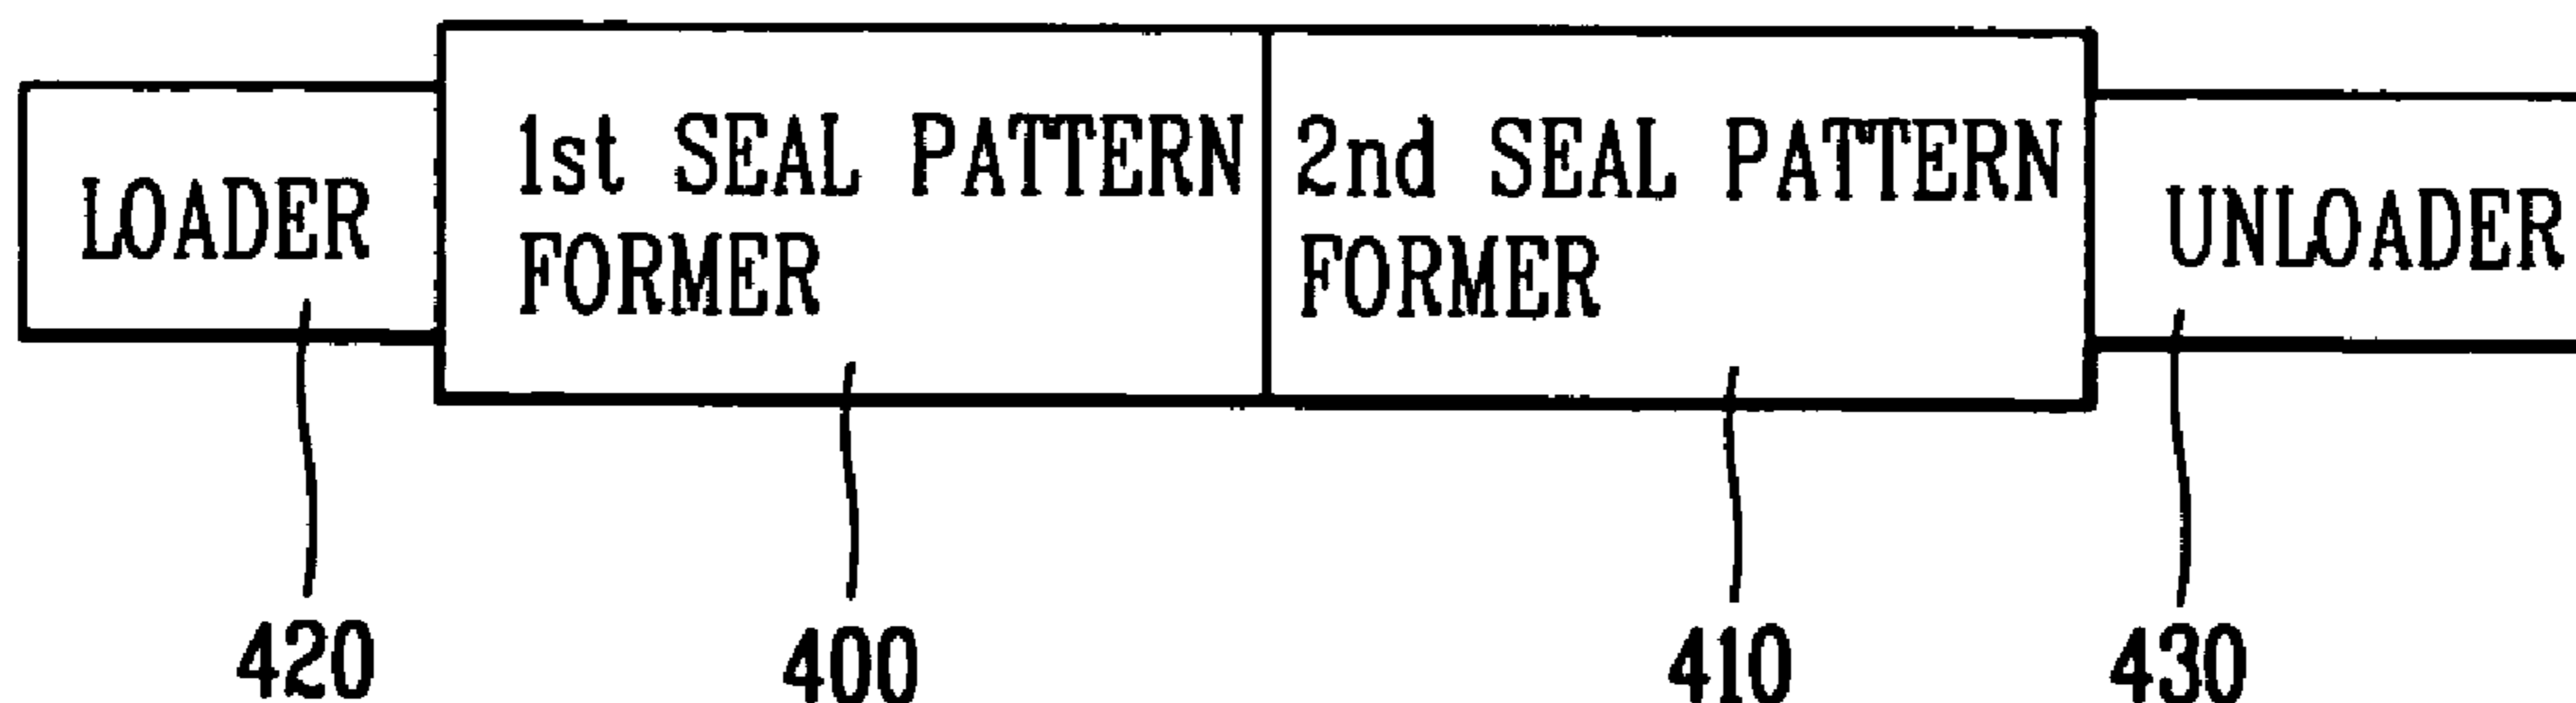 LOADER
1st SEAL PATTERN
FORMER
2nd SEAL PATTERN
FORMER
UNLOADER
420
400
410
430